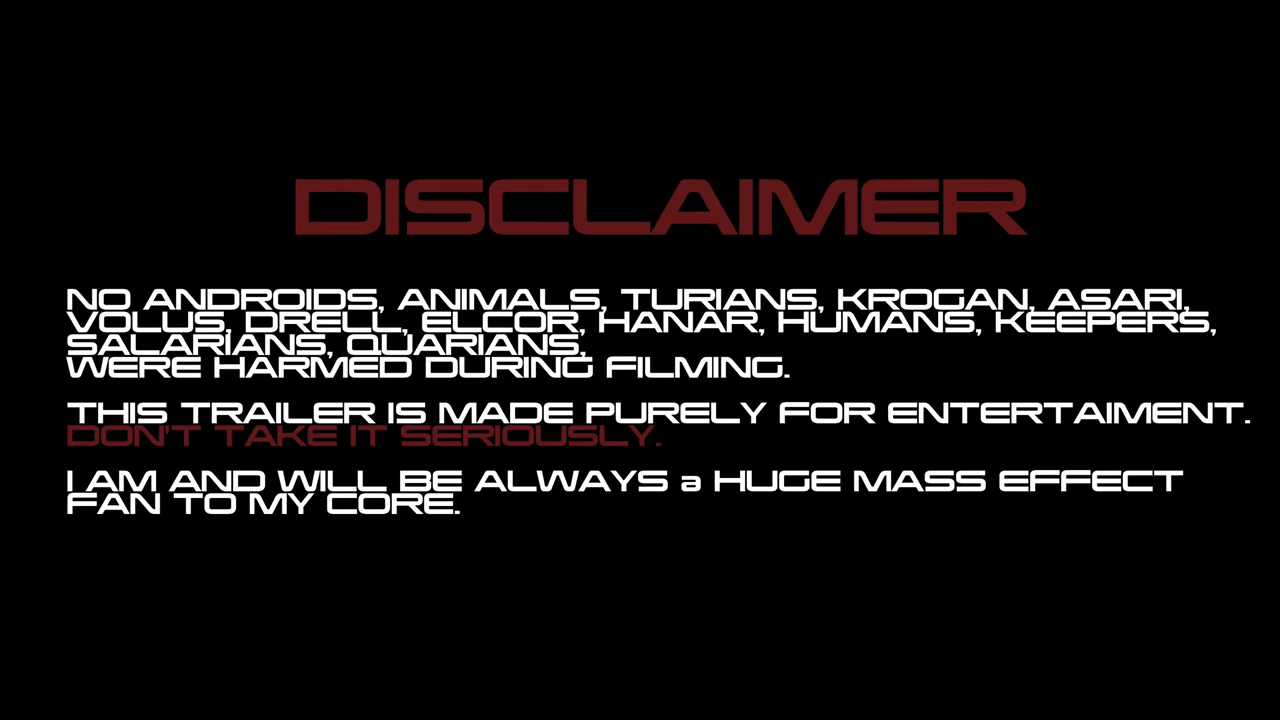 DISCLAIMER
NO ANDROIDS, ANIMALS, TURIANS, KROGAN, ASARI,
VOLUS, DRELL, ELCOR, HANAR, HUMANS, KEEPERS,
SALARIANS, QUARIANS,
WERE HARMED DURING FILMING.
THIS TRAILER IS MADE PURELY FOR ENTERTAIMENT.
DON'T TAKE IT SERIOUSLY.
I AM AND WILL BE ALWAYS a HUGE MASS EFFECT
FAN TO MY CORE.